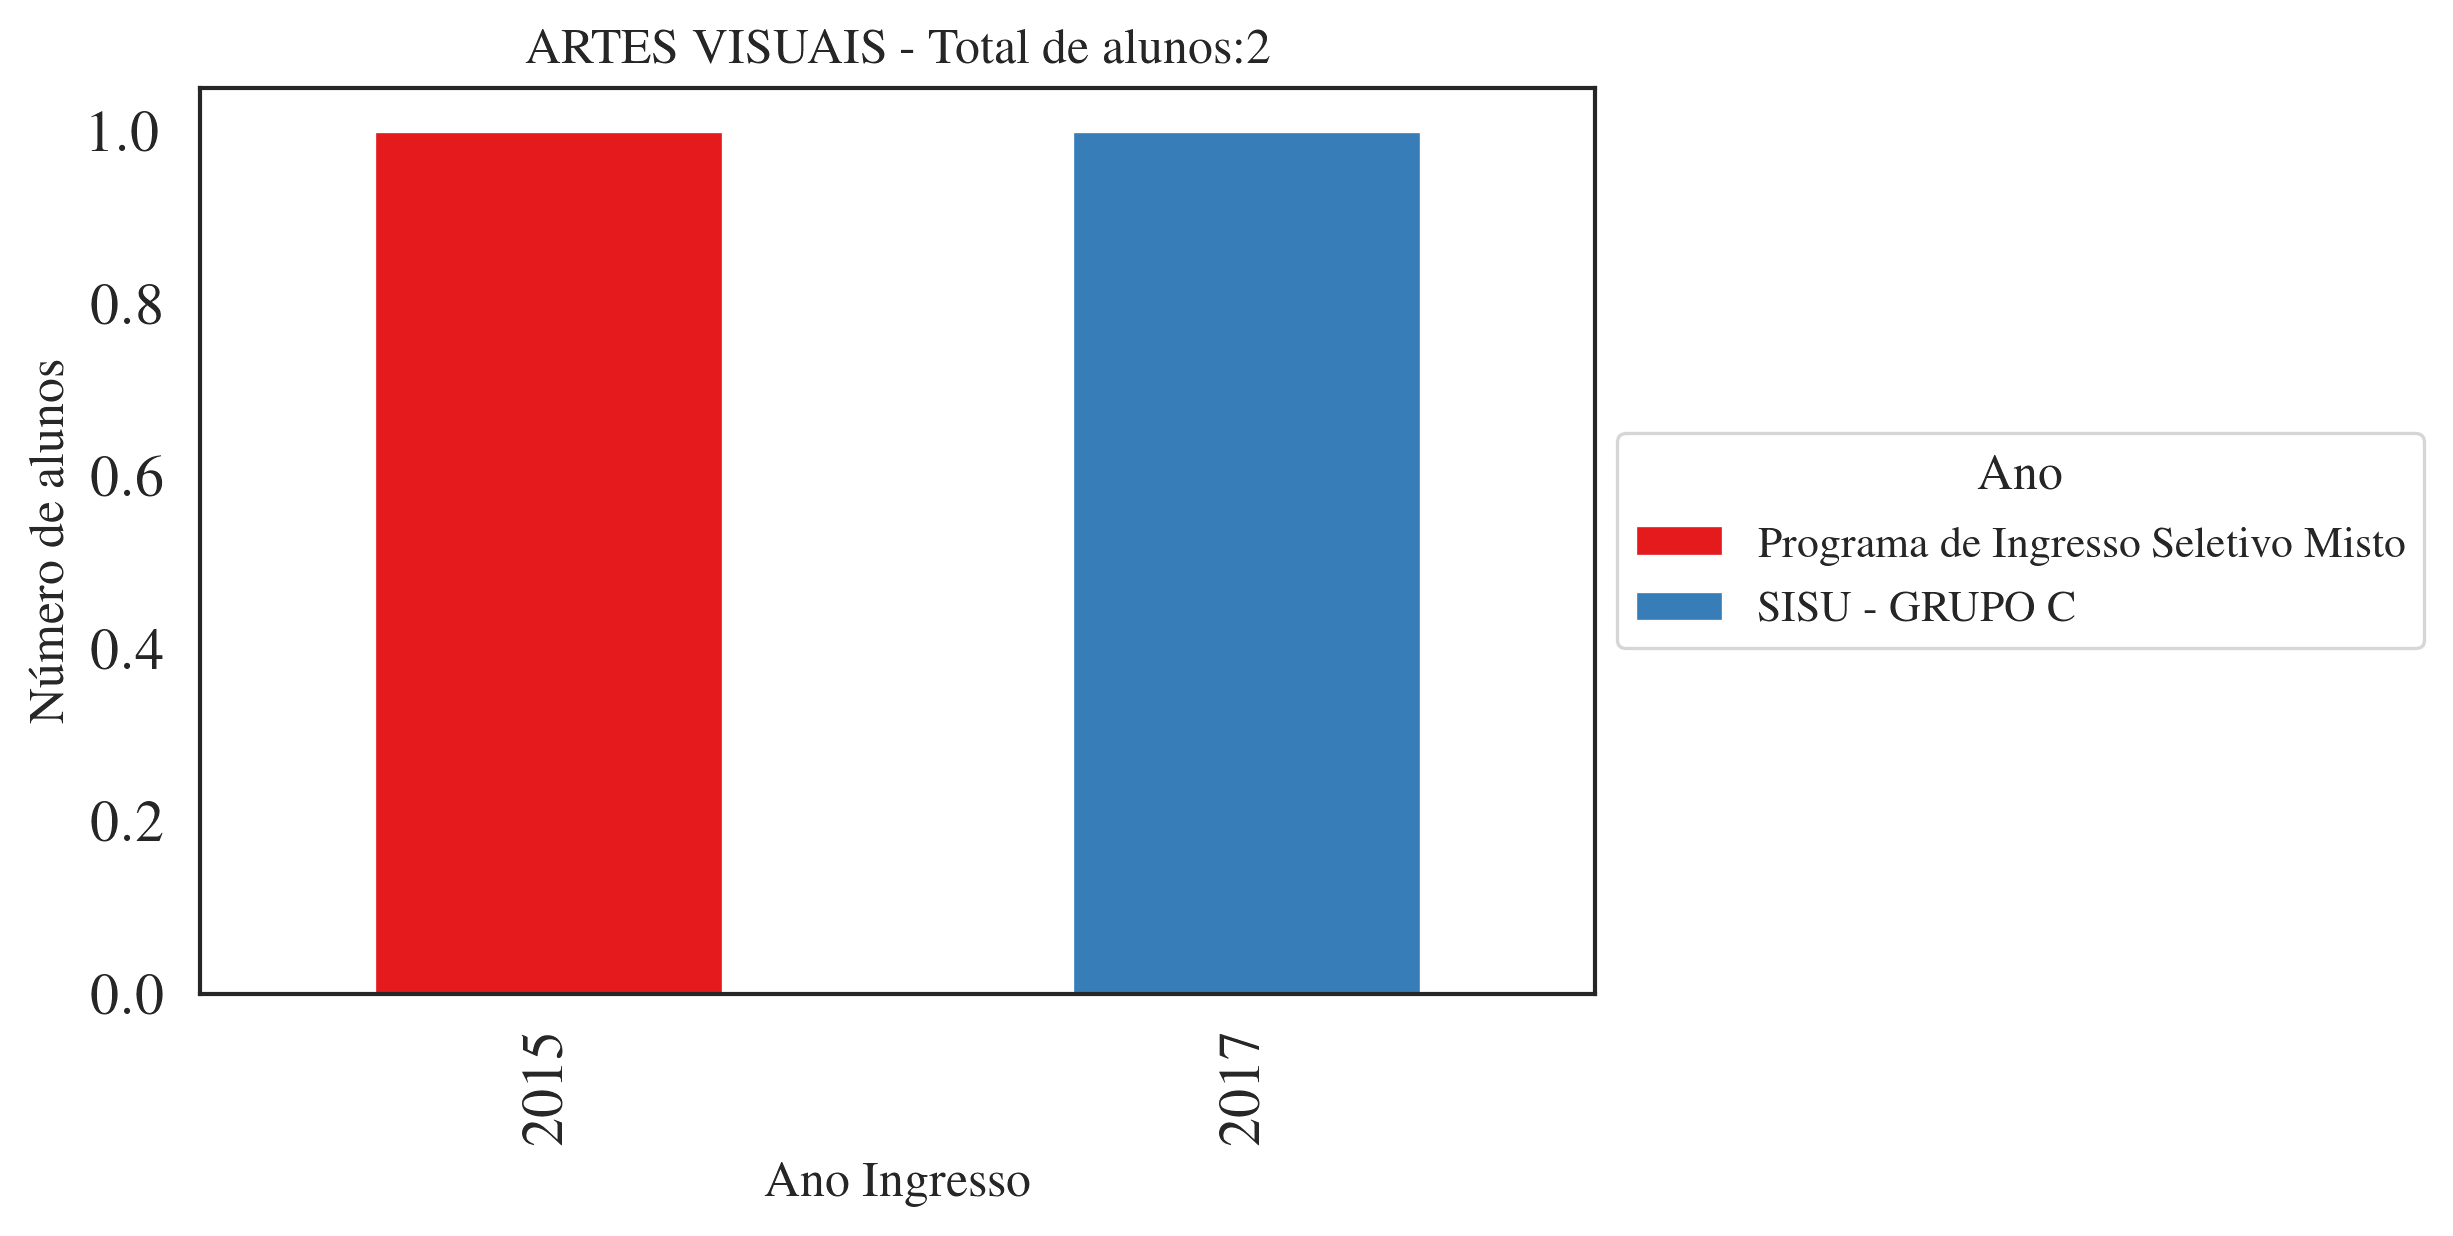 ARTES VISUAIS - Total de alunos:2
1.0
0.8
0.6
0.4
0.2
0.0
Número de alunos
2015
2017
Ano Ingresso
Ano
Programa de Ingresso Seletivo Misto
SISU - GRUPO C